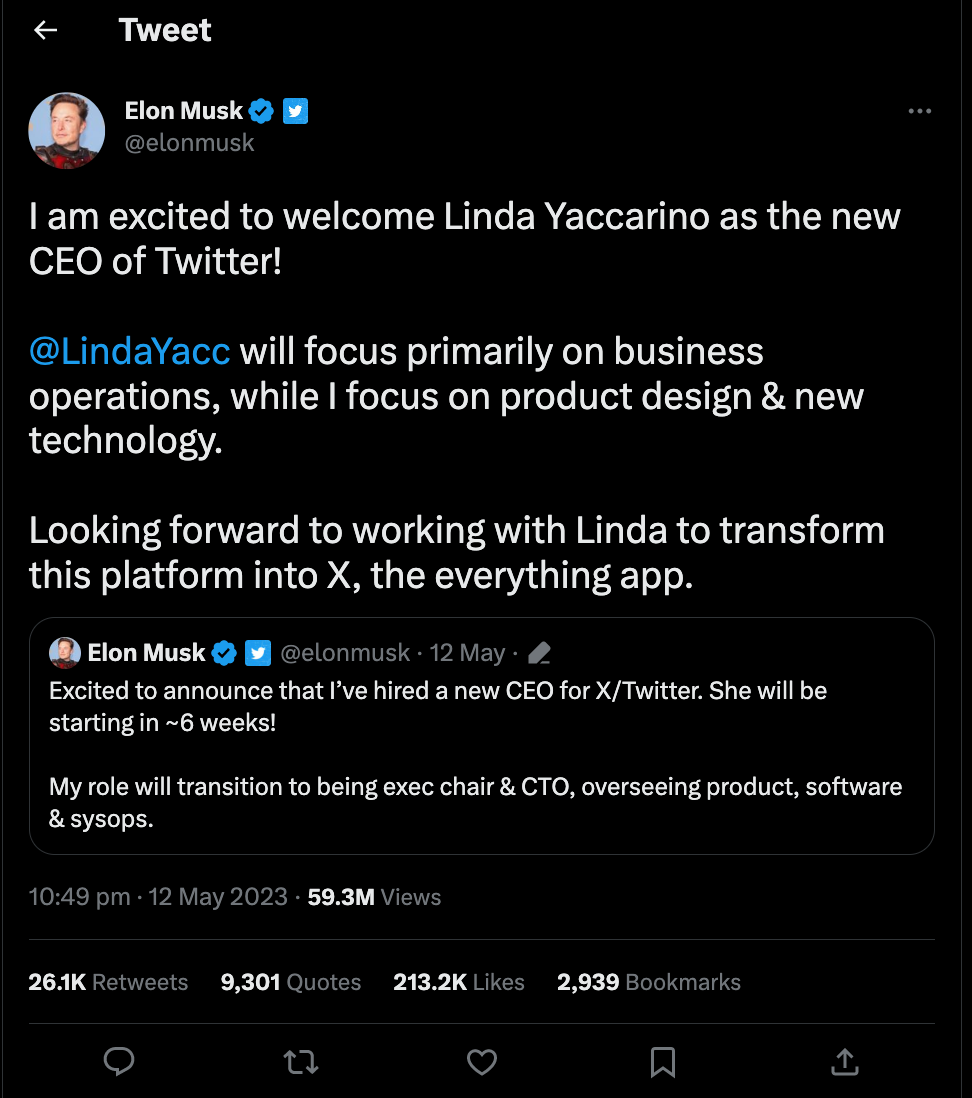 Tweet
Elon Musk
@elonmusk
I am excited to welcome Linda Yaccarino as the new
CEO of Twitter!
@LindaYacc will focus primarily on business
operations, while I focus on product design & new
technology.
Looking forward to working with Linda to transform
this platform into X, the everything app.
Elon Musk @elonmusk · 12 May ·
Excited to announce that I’ve hired a new CEO for X/Twitter. She will be
starting in ~6 weeks!
My role will transition to being exec chair & CTO, overseeing product, software
& sysops.
10:49 pm · 12 May 2023 · 59.3M Views
26.1K Retweets 9,301 Quotes 213.2K Likes 2,939 Bookmarks